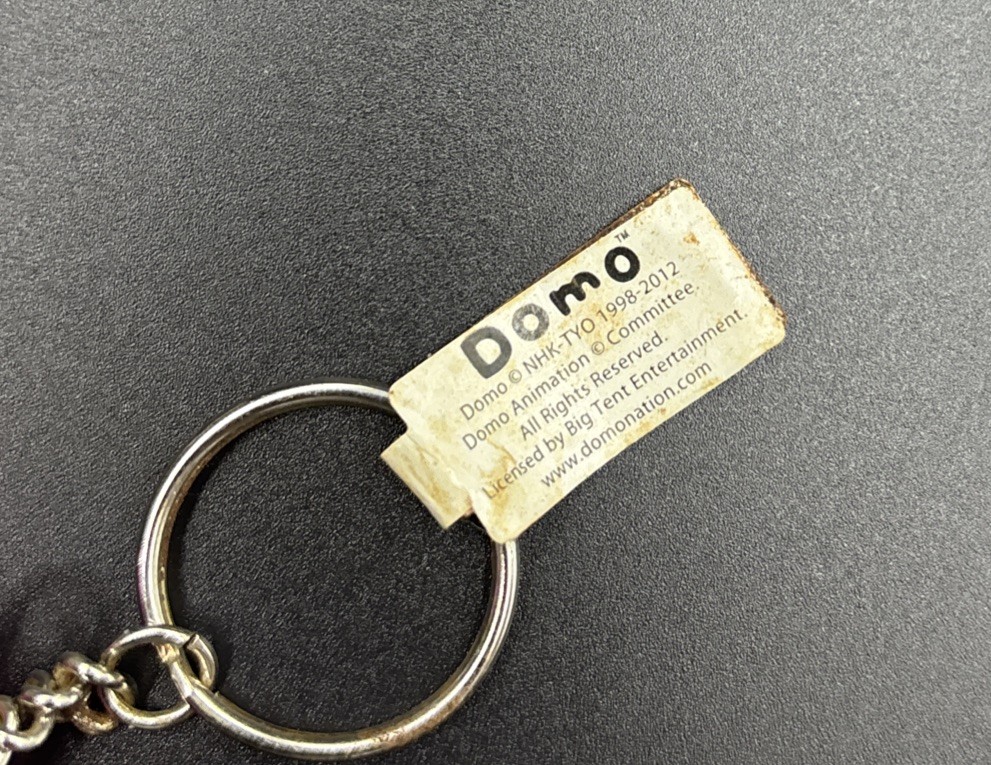 Domo™
Domo © NHK-TYO 1998-2012
Domo Animation © Committee.
All Rights Reserved.
Licensed by Big Tent Entertainment.
www.domonation.com